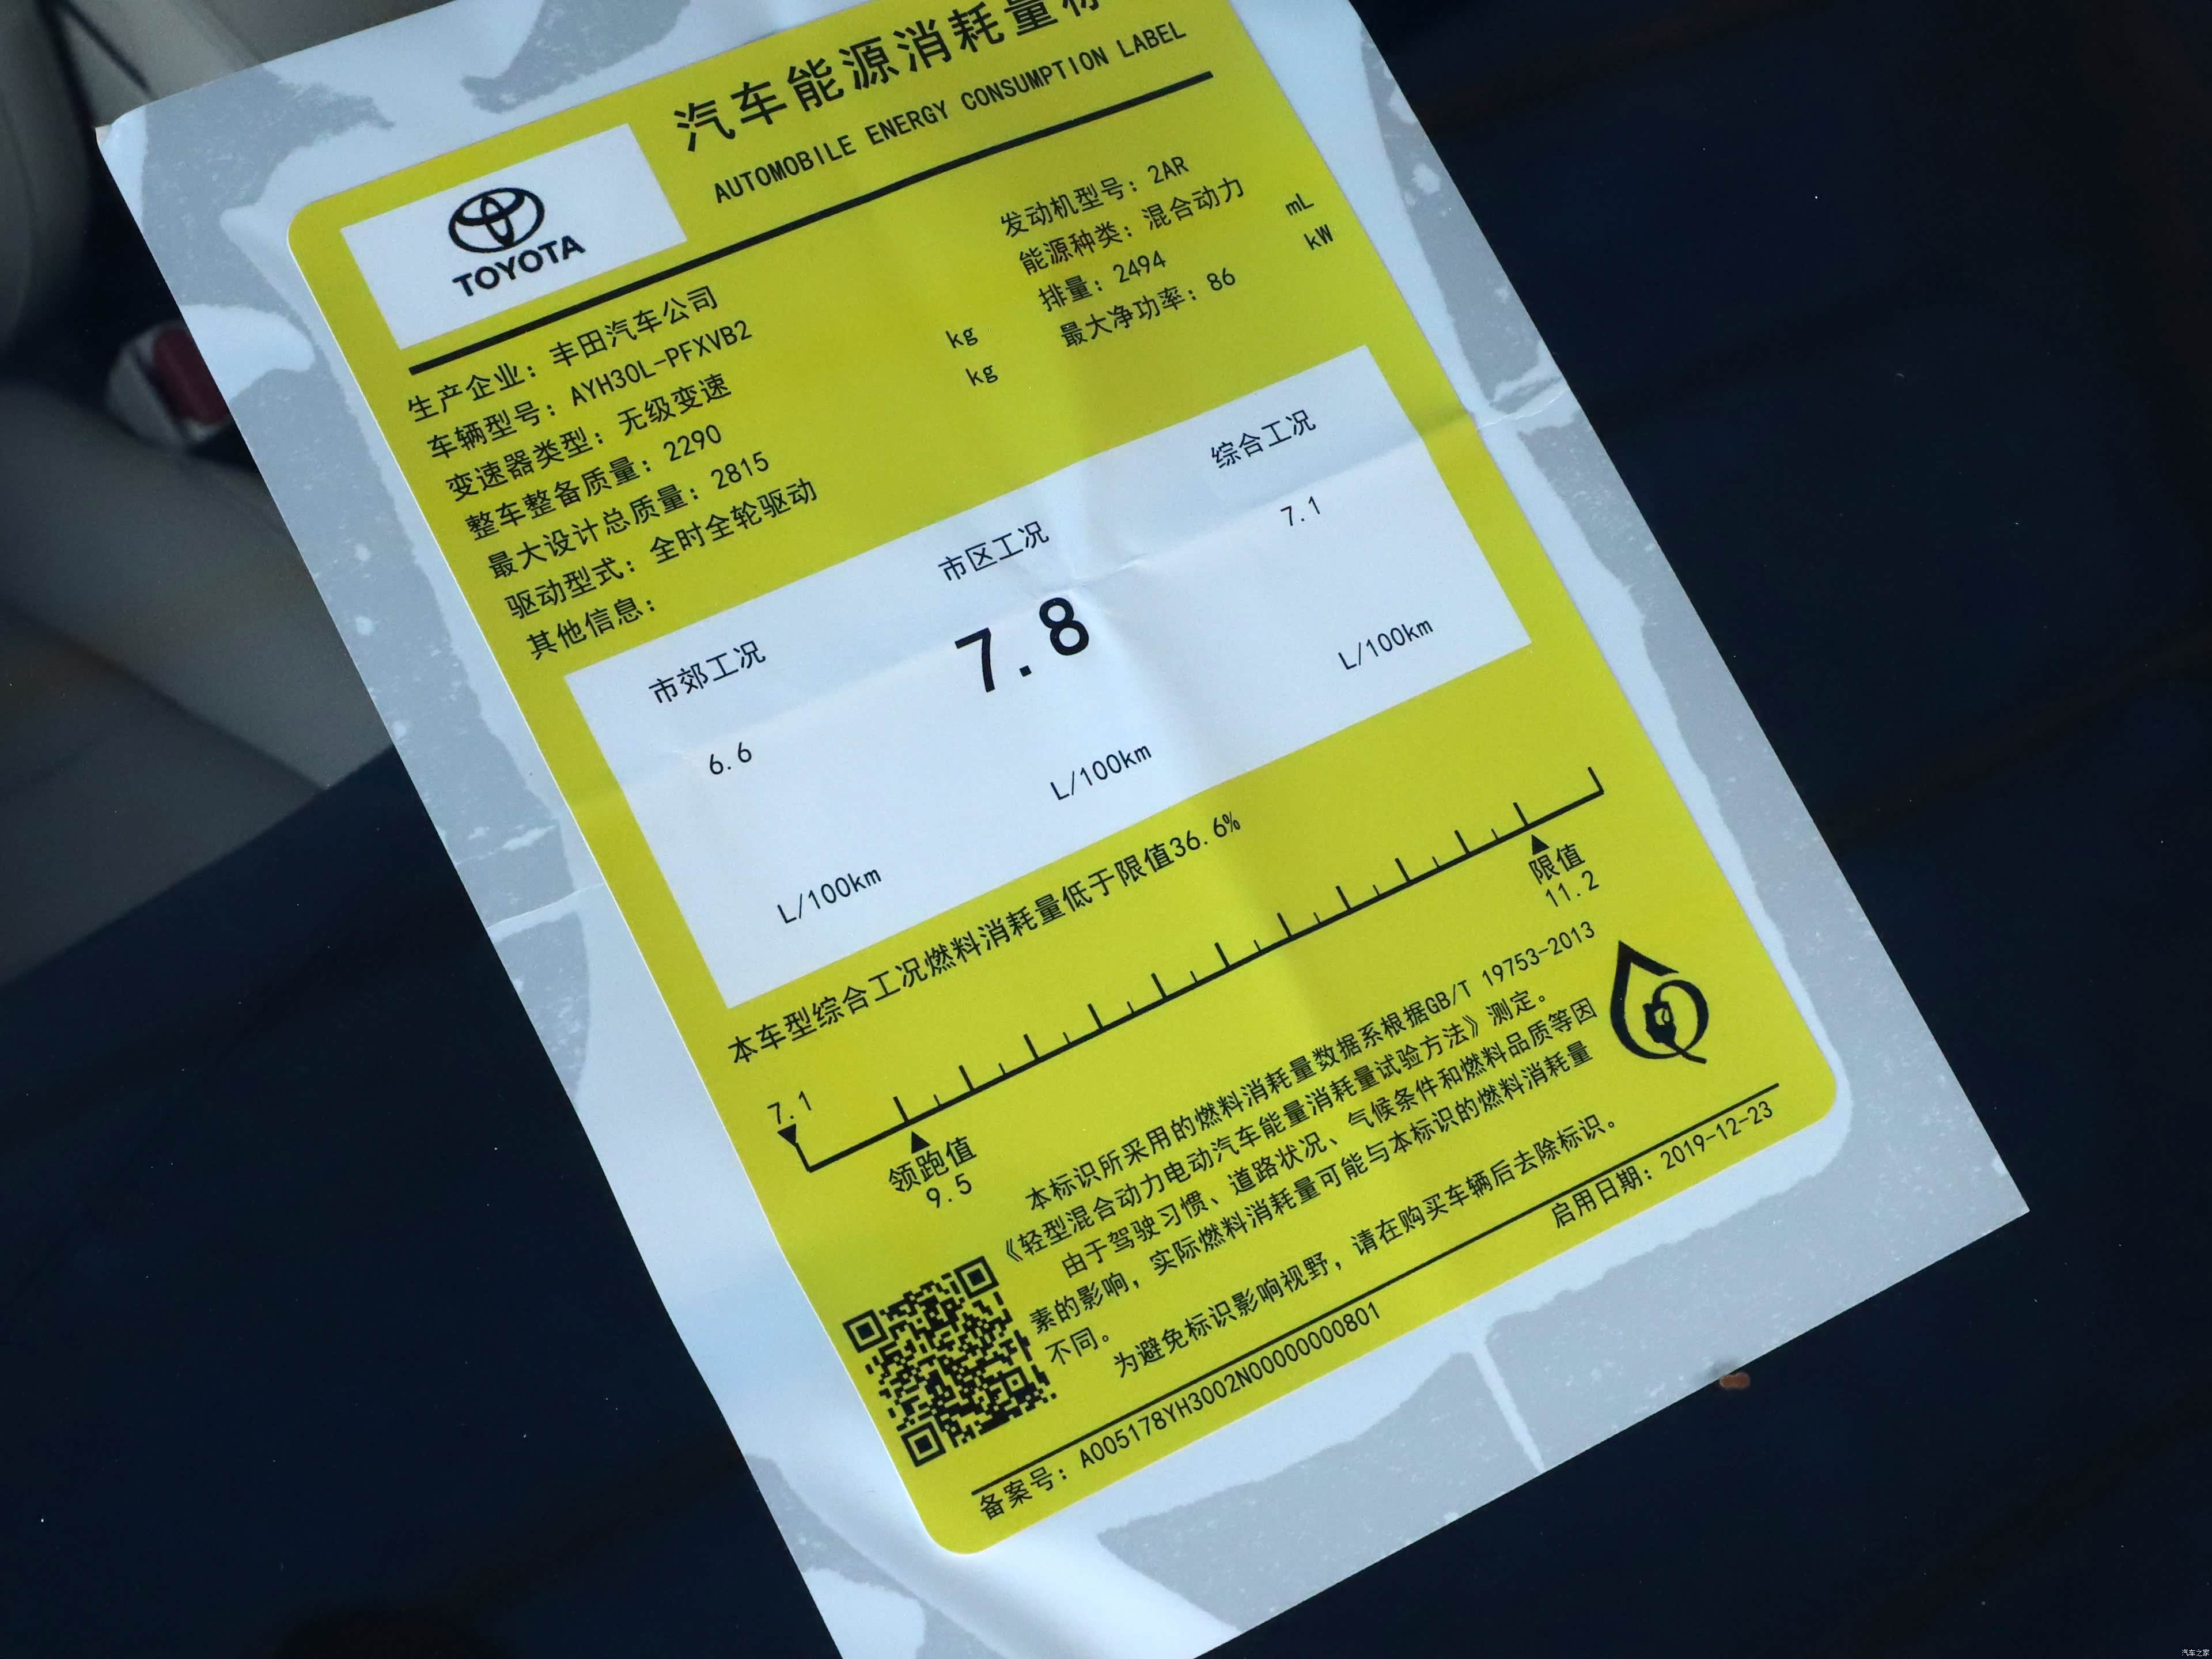 汽车能源消耗量标
AUTOMOBILE ENERGY CONSUMPTION LABEL
TOYOTA
生产企业：丰田汽车公司
车辆型号：AYH30L-PFXVB2
变速器类型：无级变速
整车整备质量：2290 kg
最大设计总质量：2815 kg
驱动型式：全时全轮驱动
其他信息：
发动机型号：2AR
能源种类：混合动力
排量：2494 mL
最大净功率：86 kW
市郊工况
6.6
L/100km
市区工况
7.8
L/100km
综合工况
7.1
L/100km
本车型综合工况燃料消耗量低于限值36.6%
7.1
领跑值
9.5
限值
11.2
本标识所采用的燃料消耗量数据系根据GB/T 19753-2013
《轻型混合动力电动汽车能量消耗量试验方法》测定。
由于驾驶习惯、道路状况、气候条件和燃料品质等因
素的影响，实际燃料消耗量可能与本标识的燃料消耗量
不同。
为避免标识影响视野，请在购买车辆后去除标识。
备案号：A005178YH3002N00000000801
启用日期：2019-12-23
汽车之家